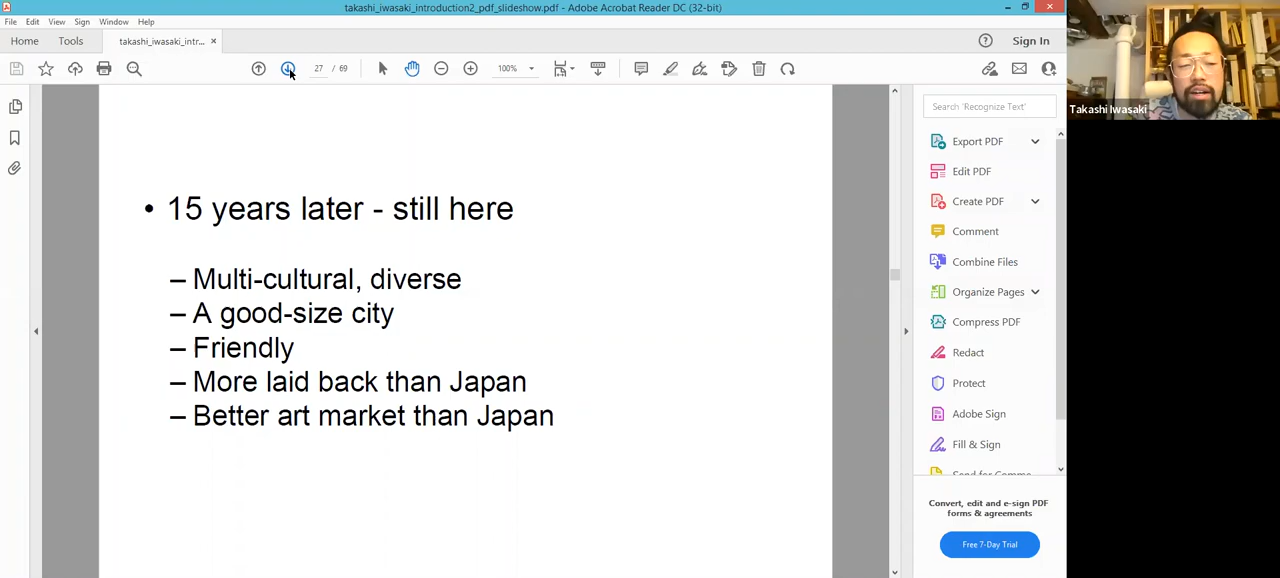 takashi_iwasaki_introduction2_pdf_slideshow.pdf - Adobe Acrobat Reader DC (32-bit)
File Edit View Sign Window Help
Home Tools takashi_iwasaki_intr... × Sign In
27 / 69 100%
• 15 years later - still here
– Multi-cultural, diverse
– A good-size city
– Friendly
– More laid back than Japan
– Better art market than Japan
Search 'Recognize Text'
Export PDF
Edit PDF
Create PDF
Comment
Combine Files
Organize Pages
Compress PDF
Redact
Protect
Adobe Sign
Fill & Sign
Send for Comme
Convert, edit and e-sign PDF
forms & agreements
Free 7-Day Trial
Takashi Iwasaki